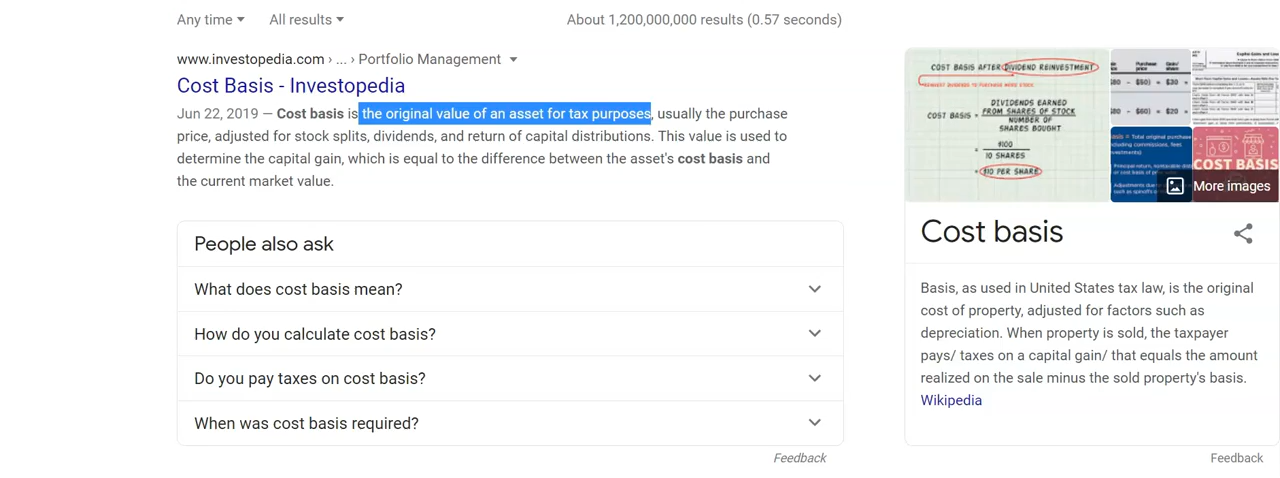 Any time
All results
About 1,200,000,000 results (0.57 seconds)
www.investopedia.com › ... › Portfolio Management
Cost Basis - Investopedia
Jun 22, 2019 — Cost basis is the original value of an asset for tax purposes, usually the purchase
price, adjusted for stock splits, dividends, and return of capital distributions. This value is used to
determine the capital gain, which is equal to the difference between the asset's cost basis and
the current market value.
People also ask
What does cost basis mean?
How do you calculate cost basis?
Do you pay taxes on cost basis?
When was cost basis required?
Feedback
COST BASIS AFTER DIVIDEND REINVESTMENT
DIVIDENDS EARNED
FROM SHARES OF STOCK
COST BASIS =
NUMBER OF
SHARES BOUGHT
= $100
10 SHARES
= $10 PER SHARE
Purchase
price
COST BASIS
More images
Cost basis
Basis, as used in United States tax law, is the original
cost of property, adjusted for factors such as
depreciation. When property is sold, the taxpayer
pays/ taxes on a capital gain/ that equals the amount
realized on the sale minus the sold property's basis.
Wikipedia
Feedback